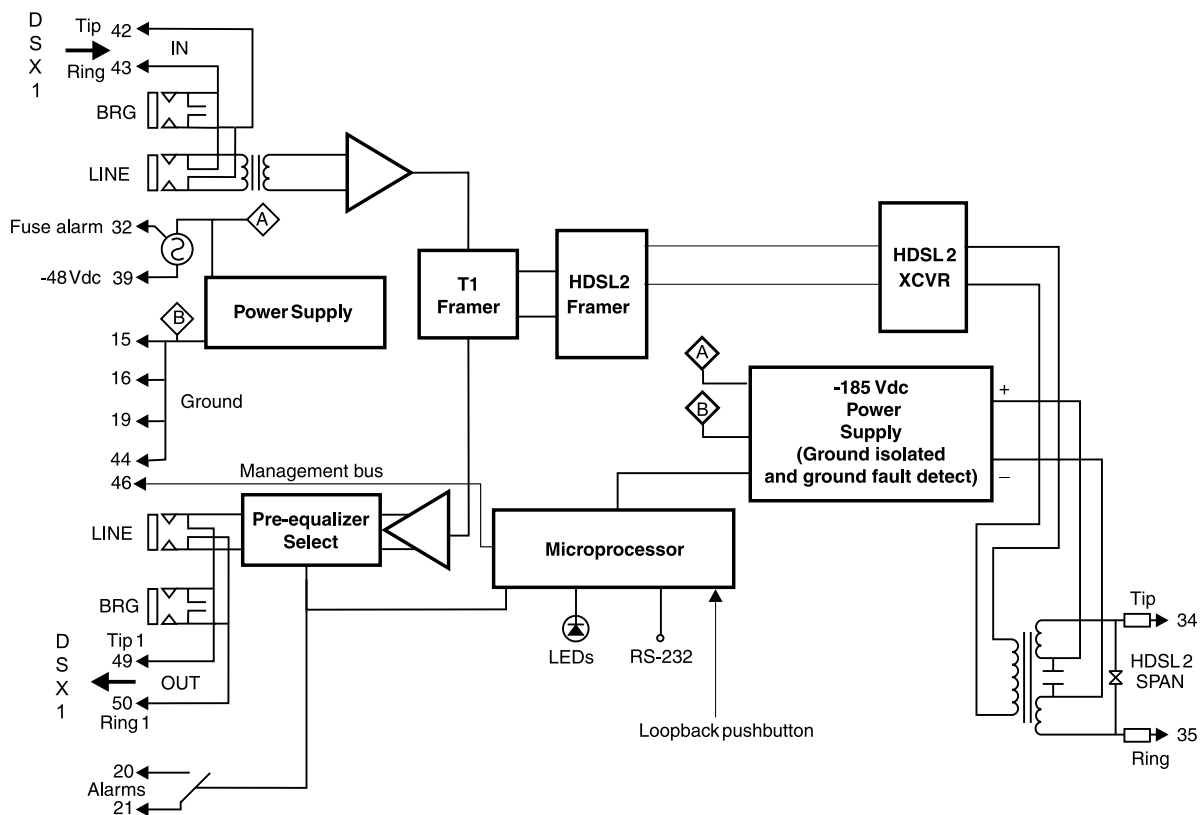 D
S
X
1
Tip 42
IN
Ring 43
BRG
LINE
Fuse alarm 32
A
-48 Vdc 39
Power Supply
B
15
16
Ground
19
44
Management bus
46
T1
Framer
HDSL2
Framer
HDSL 2
XCVR
A
B
-185 Vdc
Power
Supply
(Ground isolated
and ground fault detect)
+
–
LINE
Pre-equalizer
Select
Microprocessor
BRG
LEDs
RS-232
Loopback pushbutton
D
S
X
1
Tip 1
49
OUT
50
Ring 1
20
Alarms
21
Tip
34
HDSL 2
SPAN
35
Ring